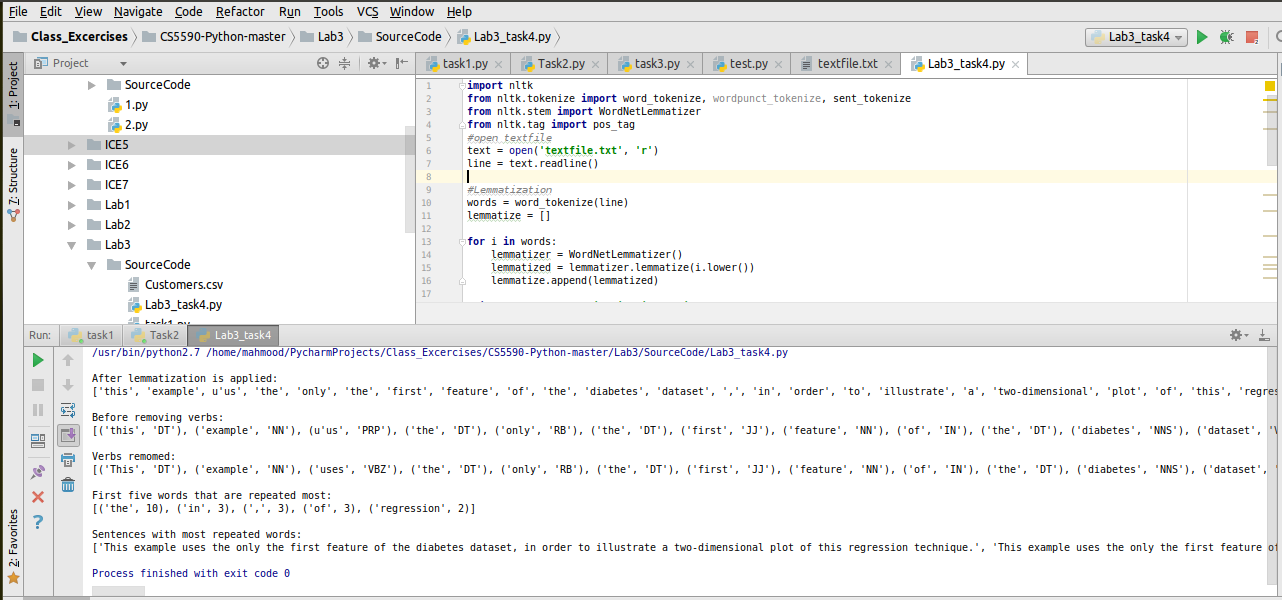 File Edit View Navigate Code Refactor Run Tools VCS Window Help
Class_Excercises CS5590-Python-master Lab3 SourceCode Lab3_task4.py Lab3_task4
1: Project
7: Structure
2: Favorites
Project
SourceCode
1.py
2.py
ICE5
ICE6
ICE7
Lab1
Lab2
Lab3
SourceCode
Customers.csv
Lab3_task4.py
task1.py
task1.py Task2.py task3.py test.py textfile.txt Lab3_task4.py
1 import nltk
2 from nltk.tokenize import word_tokenize, wordpunct_tokenize, sent_tokenize
3 from nltk.stem import WordNetLemmatizer
4 from nltk.tag import pos_tag
5 #open textfile
6 text = open('textfile.txt', 'r')
7 line = text.readline()
8
9 #Lemmatization
10 words = word_tokenize(line)
11 lemmatize = []
12
13 for i in words:
14 lemmatizer = WordNetLemmatizer()
15 lemmatized = lemmatizer.lemmatize(i.lower())
16 lemmatize.append(lemmatized)
17
Run: task1 Task2 Lab3_task4
/usr/bin/python2.7 /home/mahmood/PycharmProjects/Class_Excercises/CS5590-Python-master/Lab3/SourceCode/Lab3_task4.py
After lemmatization is applied:
['this', 'example', u'us', 'the', 'only', 'the', 'first', 'feature', 'of', 'the', 'diabetes', 'dataset', ',', 'in', 'order', 'to', 'illustrate', 'a', 'two-dimensional', 'plot', 'of', 'this', 'regre
Before removing verbs:
[('this', 'DT'), ('example', 'NN'), (u'us', 'PRP'), ('the', 'DT'), ('only', 'RB'), ('the', 'DT'), ('first', 'JJ'), ('feature', 'NN'), ('of', 'IN'), ('the', 'DT'), ('diabetes', 'NNS'), ('dataset', 'V
Verbs remomed:
[('This', 'DT'), ('example', 'NN'), ('uses', 'VBZ'), ('the', 'DT'), ('only', 'RB'), ('the', 'DT'), ('first', 'JJ'), ('feature', 'NN'), ('of', 'IN'), ('the', 'DT'), ('diabetes', 'NNS'), ('dataset', '
First five words that are repeated most:
[('the', 10), ('in', 3), (',', 3), ('of', 3), ('regression', 2)]
Sentences with most repeated words:
['This example uses the only the first feature of the diabetes dataset, in order to illustrate a two-dimensional plot of this regression technique.', 'This example uses the only the first feature of
Process finished with exit code 0